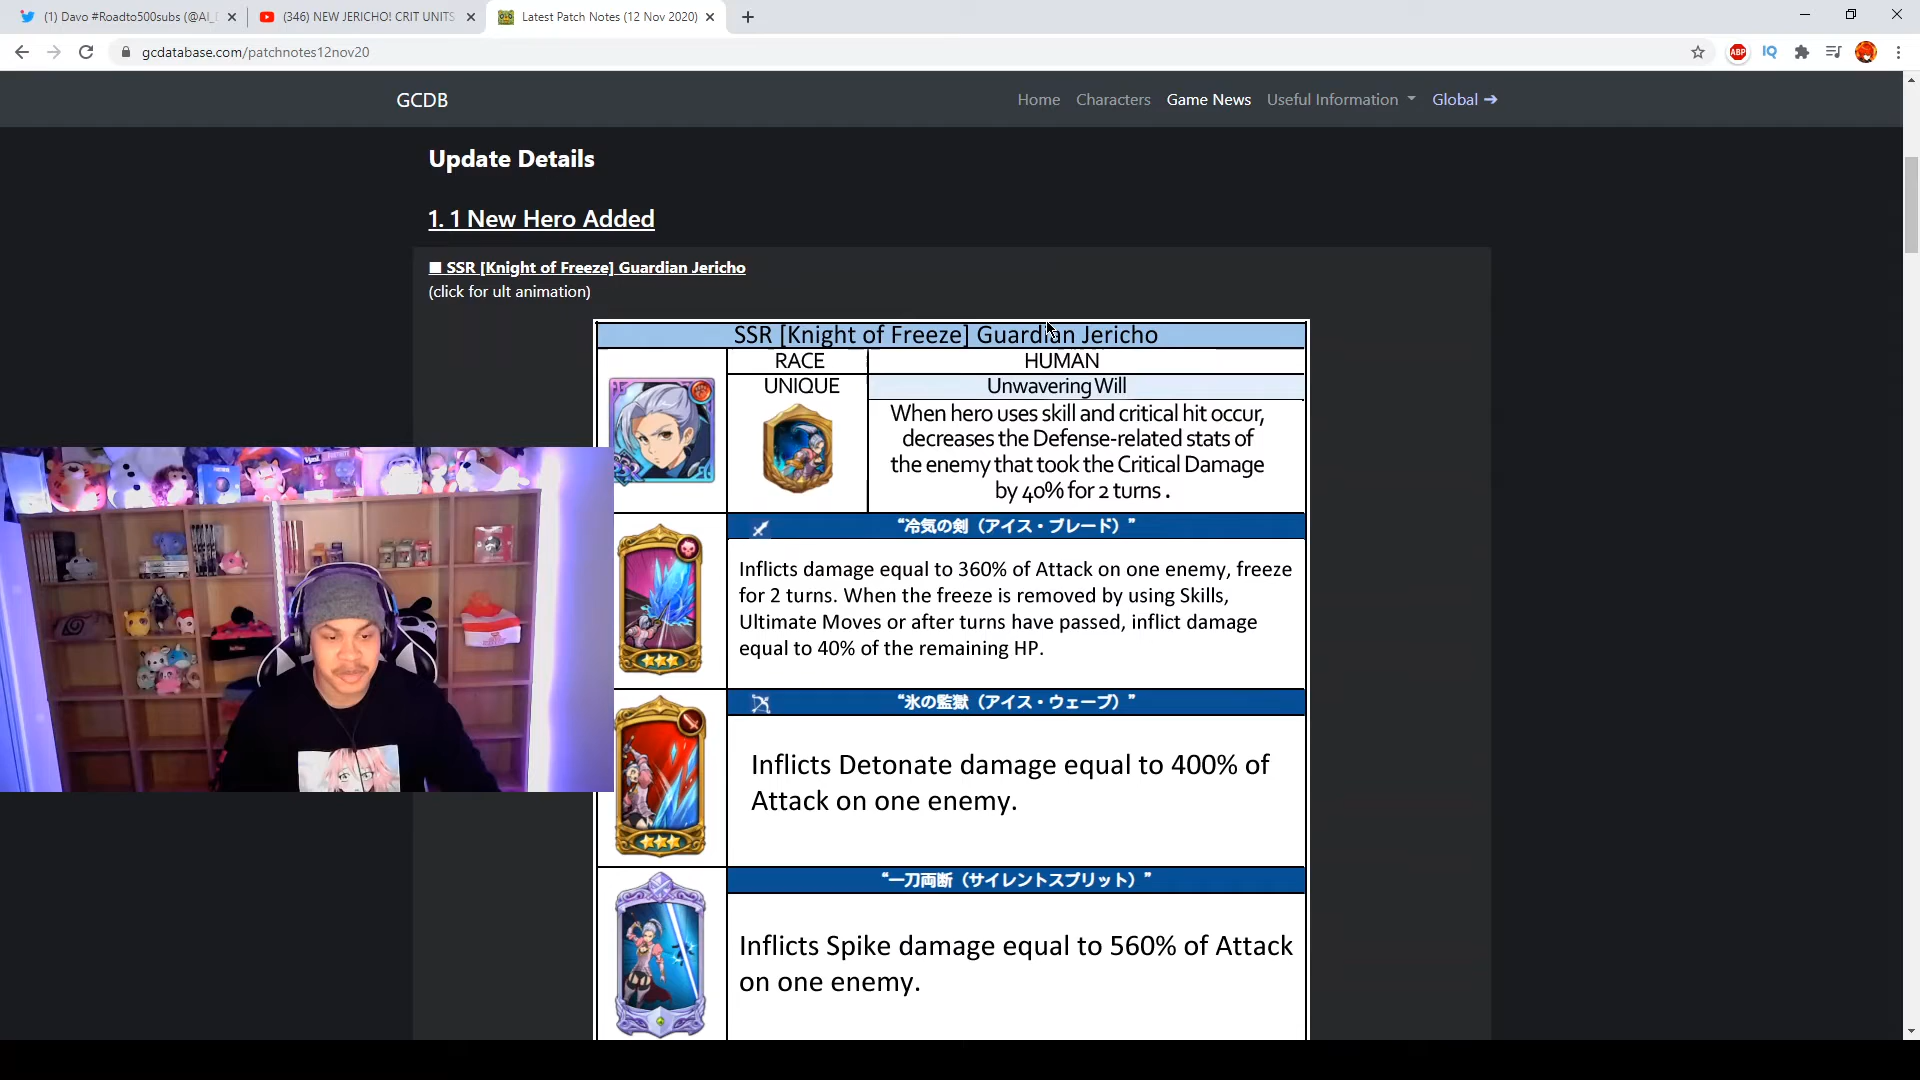 (1) Davo #Roadto500subs (@AI_
(346) NEW JERICHO! CRIT UNITS
Latest Patch Notes (12 Nov 2020)
gcdatabase.com/patchnotes12nov20
ABP
IQ
GCDB
Home
Characters
Game News
Useful Information
Global
Update Details
1. 1 New Hero Added
SSR [Knight of Freeze] Guardian Jericho
(click for ult animation)
SSR [Knight of Freeze] Guardian Jericho
RACE
HUMAN
UNIQUE
Unwavering Will
When hero uses skill and critical hit occur,
decreases the Defense-related stats of
the enemy that took the Critical Damage
by 40% for 2 turns .
“冷気の剣（アイス・ブレード）”
Inflicts damage equal to 360% of Attack on one enemy, freeze
for 2 turns. When the freeze is removed by using Skills,
Ultimate Moves or after turns have passed, inflict damage
equal to 40% of the remaining HP.
“氷の監獄（アイス・ウェーブ）”
Inflicts Detonate damage equal to 400% of
Attack on one enemy.
“一刀両断（サイレントスプリット）”
Inflicts Spike damage equal to 560% of Attack
on one enemy.